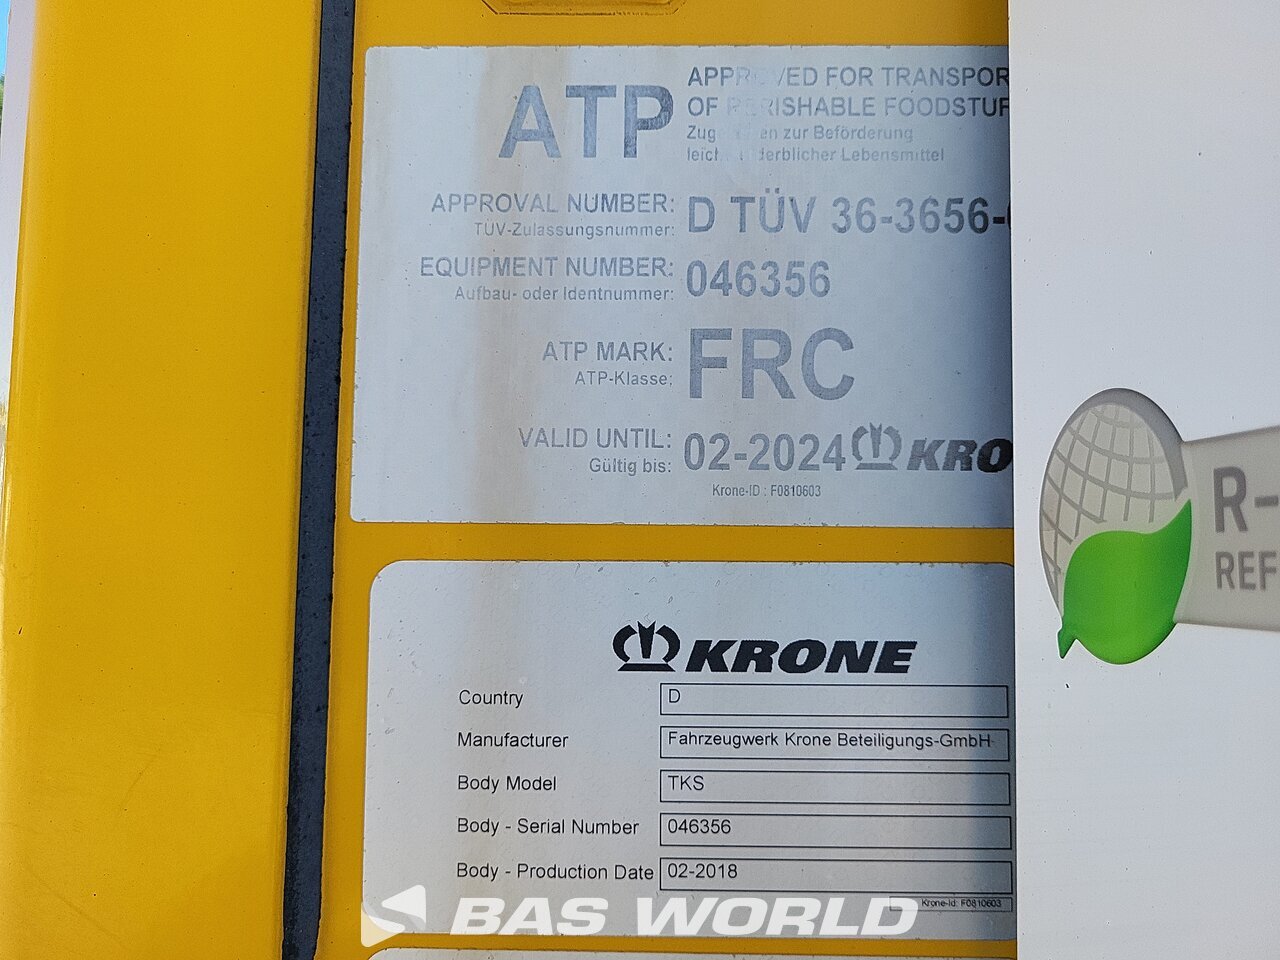 ATP
APPROVED FOR TRANSPOR
OF PERISHABLE FOODSTUF
zur Beförderung
Lebensmittel
APPROVAL NUMBER: D TÜV 36-3656-
TÜV-Zulassungsnummer:
EQUIPMENT NUMBER: 046356
Aufbau- oder Identnummer:
ATP MARK: FRC
ATP-Klasse:
VALID UNTIL: 02-2024 KRO
Gültig bis:
Krone-ID : F0810603
KRONE
Country D
Manufacturer Fahrzeugwerk Krone Beteiligungs-GmbH
Body Model TKS
Body - Serial Number 046356
Body - Production Date 02-2018
Krone-Id: F0810603
BAS WORLD
R-
REF